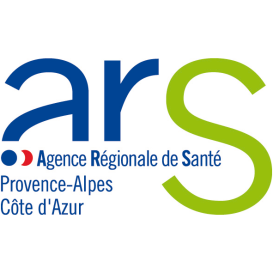 ars
Agence Régionale de Santé
Provence-Alpes
Côte d'Azur